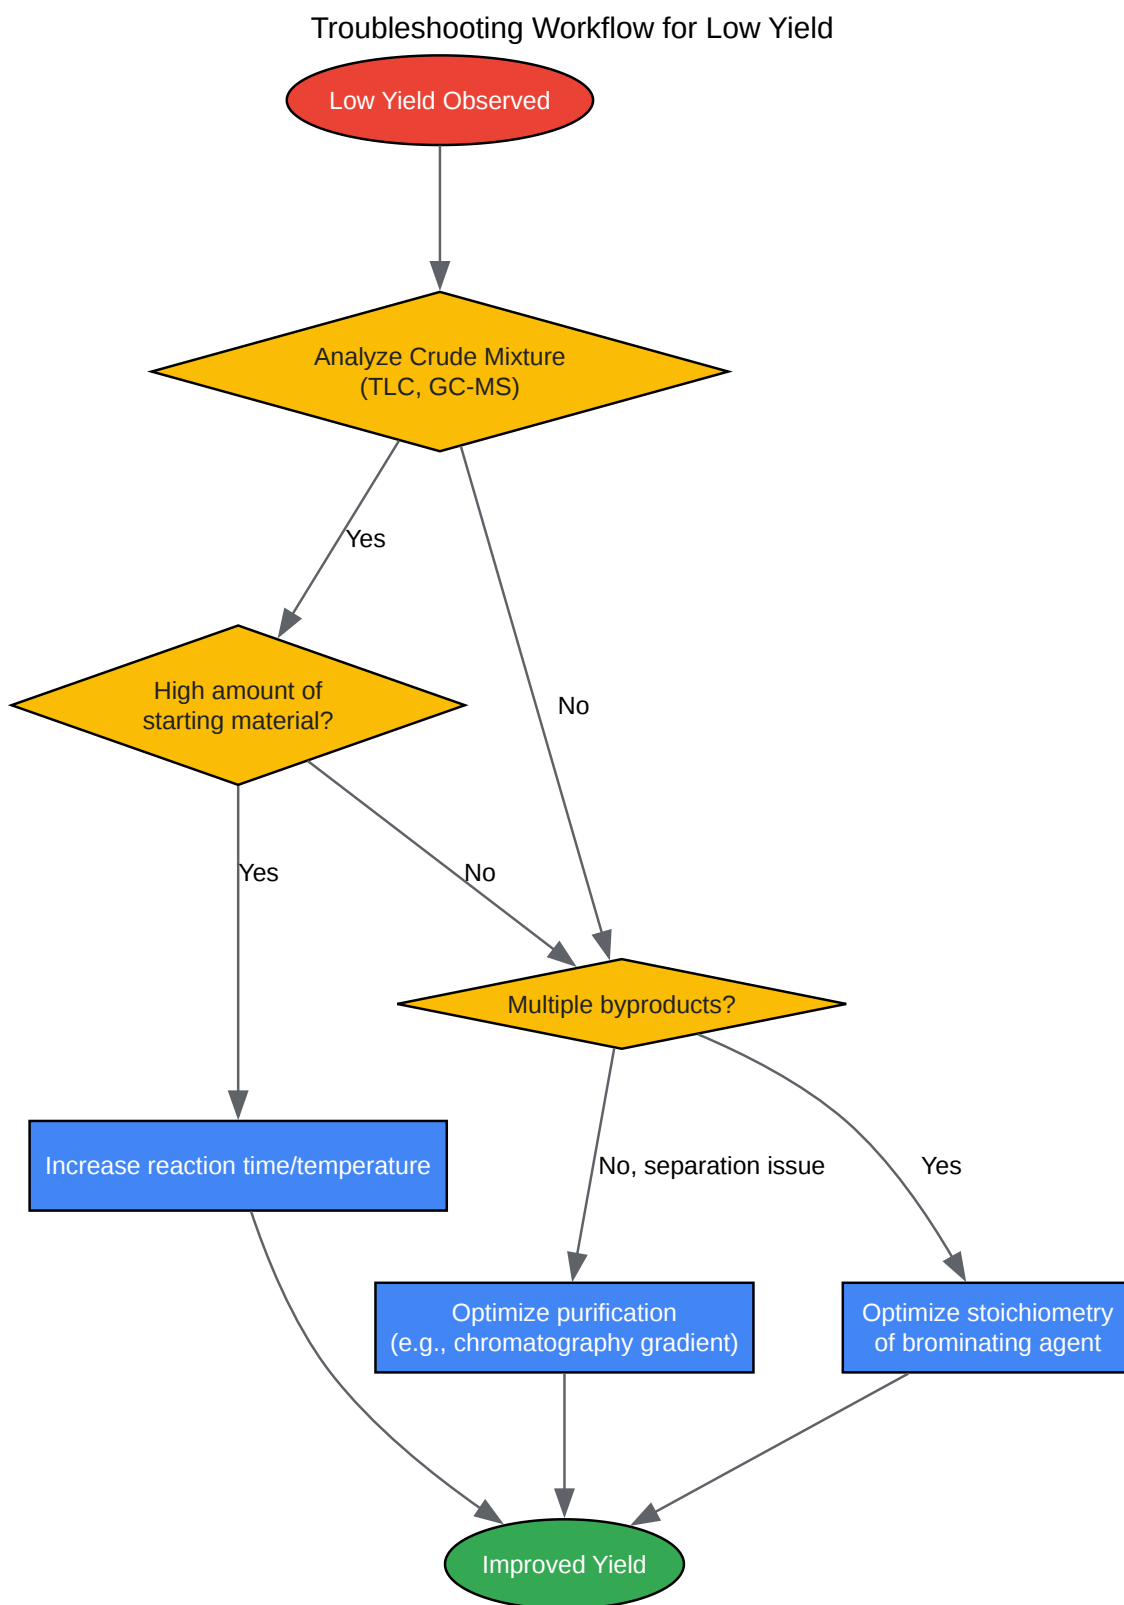 Troubleshooting Workflow for Low Yield
Low Yield Observed
Analyze Crude Mixture
(TLC, GC-MS)
Yes
High amount of
starting material?
No
Yes
No
Multiple byproducts?
Increase reaction time/temperature
No, separation issue
Yes
Optimize purification
(e.g., chromatography gradient)
Optimize stoichiometry
of brominating agent
Improved Yield